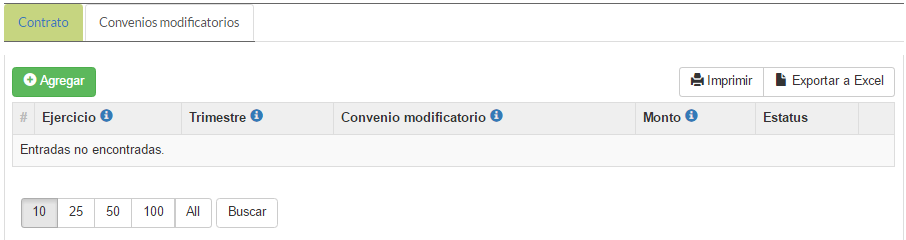 Contrato Convenios modificatorios
Agregar Imprimir Exportar a Excel
# Ejercicio Trimestre Convenio modificatorio Monto Estatus
Entradas no encontradas.
10 25 50 100 All Buscar